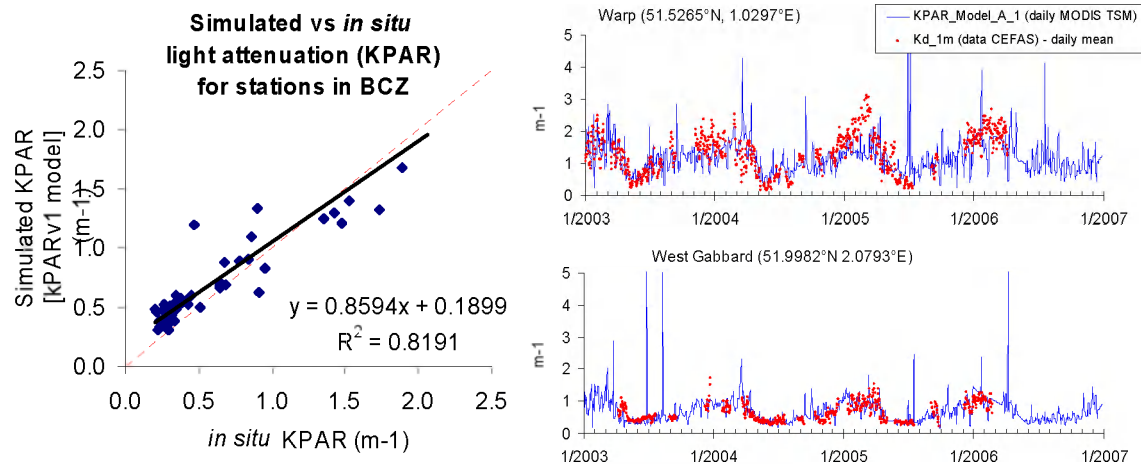 Simulated vs in situ
light attenuation (KPAR)
for stations in BCZ
Simulated KPAR
[kPARv1 model]
(m-1)
2.5
2.0
1.5
1.0
0.5
0.0
y = 0.8594x + 0.1899
R² = 0.8191
0.0 0.5 1.0 1.5 2.0 2.5
in situ KPAR (m-1)
Warp (51.5265°N, 1.0297°E)
KPAR_Model_A_1 (daily MODIS TSM)
Kd_1m (data CEFAS) - daily mean
m-1
5
4
3
2
1
0
1/2003 1/2004 1/2005 1/2006 1/2007
West Gabbard (51.9982°N 2.0793°E)
m-1
5
4
3
2
1
0
1/2003 1/2004 1/2005 1/2006 1/2007